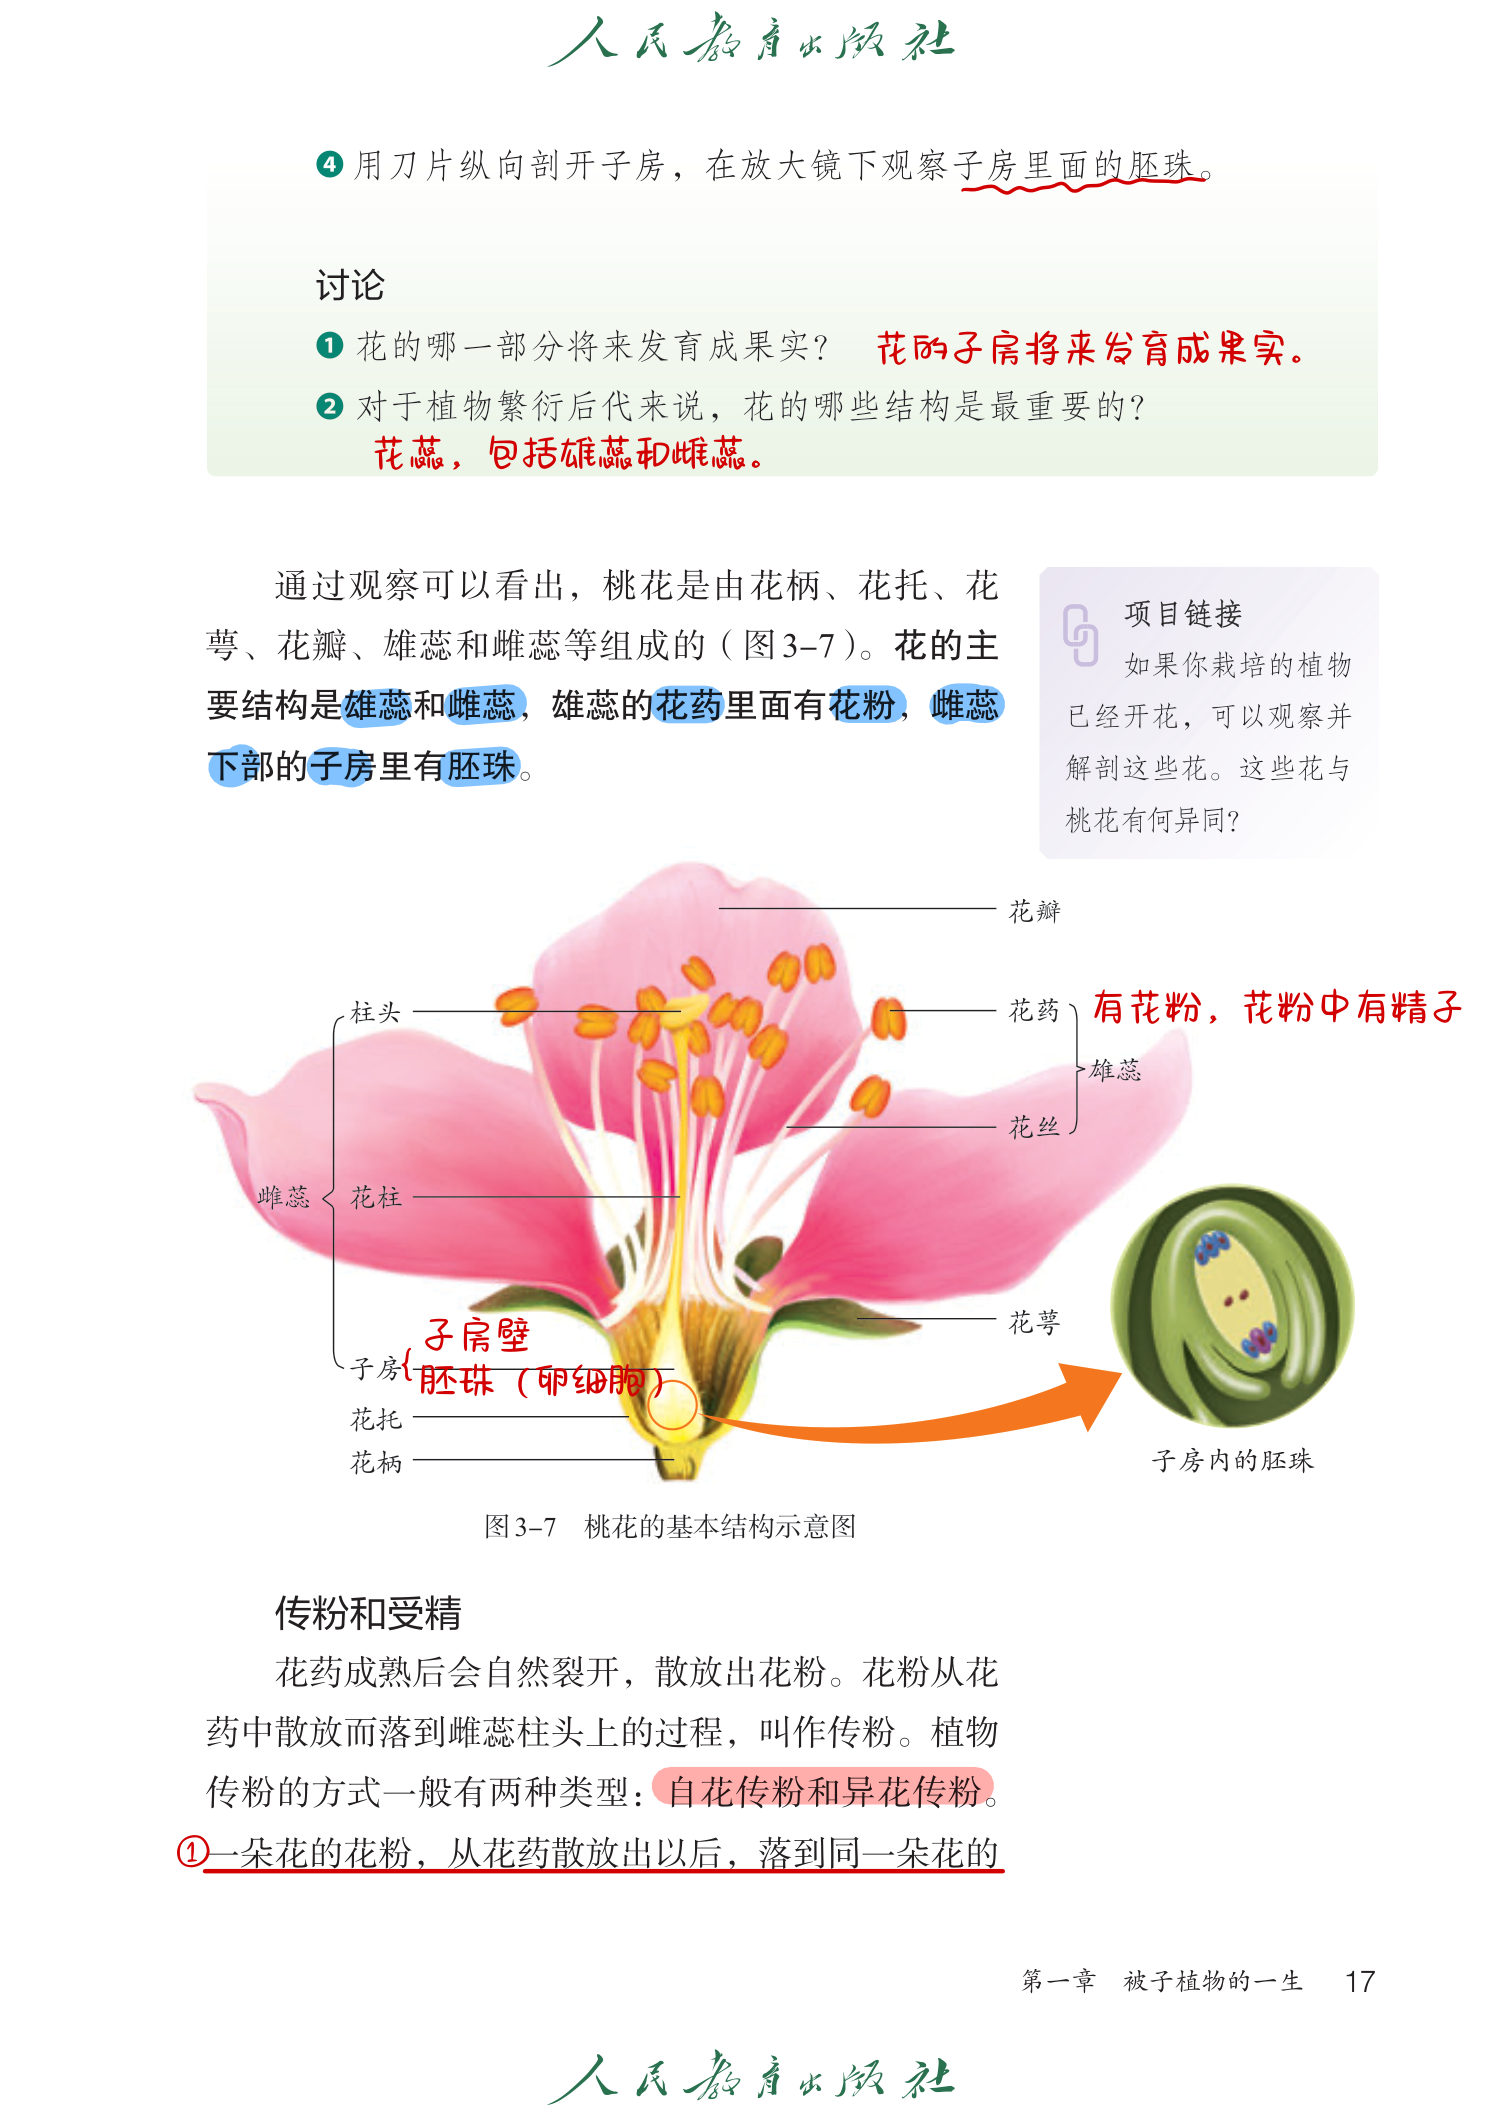 人民教育出版社
④ 用刀片纵向剖开子房，在放大镜下观察子房里面的胚珠。
讨论
① 花的哪一部分将来发育成果实？ 花的子房将来发育成果实。
② 对于植物繁衍后代来说，花的哪些结构是最重要的？
花蕊，包括雄蕊和雌蕊。
通过观察可以看出，桃花是由花柄、花托、花
萼、花瓣、雄蕊和雌蕊等组成的（图3-7）。花的主
要结构是雄蕊和雌蕊，雄蕊的花药里面有花粉，雌蕊
下部的子房里有胚珠。
项目链接
如果你栽培的植物
已经开花，可以观察并
解剖这些花。这些花与
桃花有何异同？
花瓣
柱头
花药 有花粉，花粉中有精子
雄蕊
花丝
雌蕊 花柱
花萼
子房壁
子房 胚珠（卵细胞）
花托
花柄
子房内的胚珠
图3-7 桃花的基本结构示意图
传粉和受精
花药成熟后会自然裂开，散放出花粉。花粉从花
药中散放而落到雌蕊柱头上的过程，叫作传粉。植物
传粉的方式一般有两种类型：自花传粉和异花传粉。
①一朵花的花粉，从花药散放出以后，落到同一朵花的
第一章 被子植物的一生 17
人民教育出版社